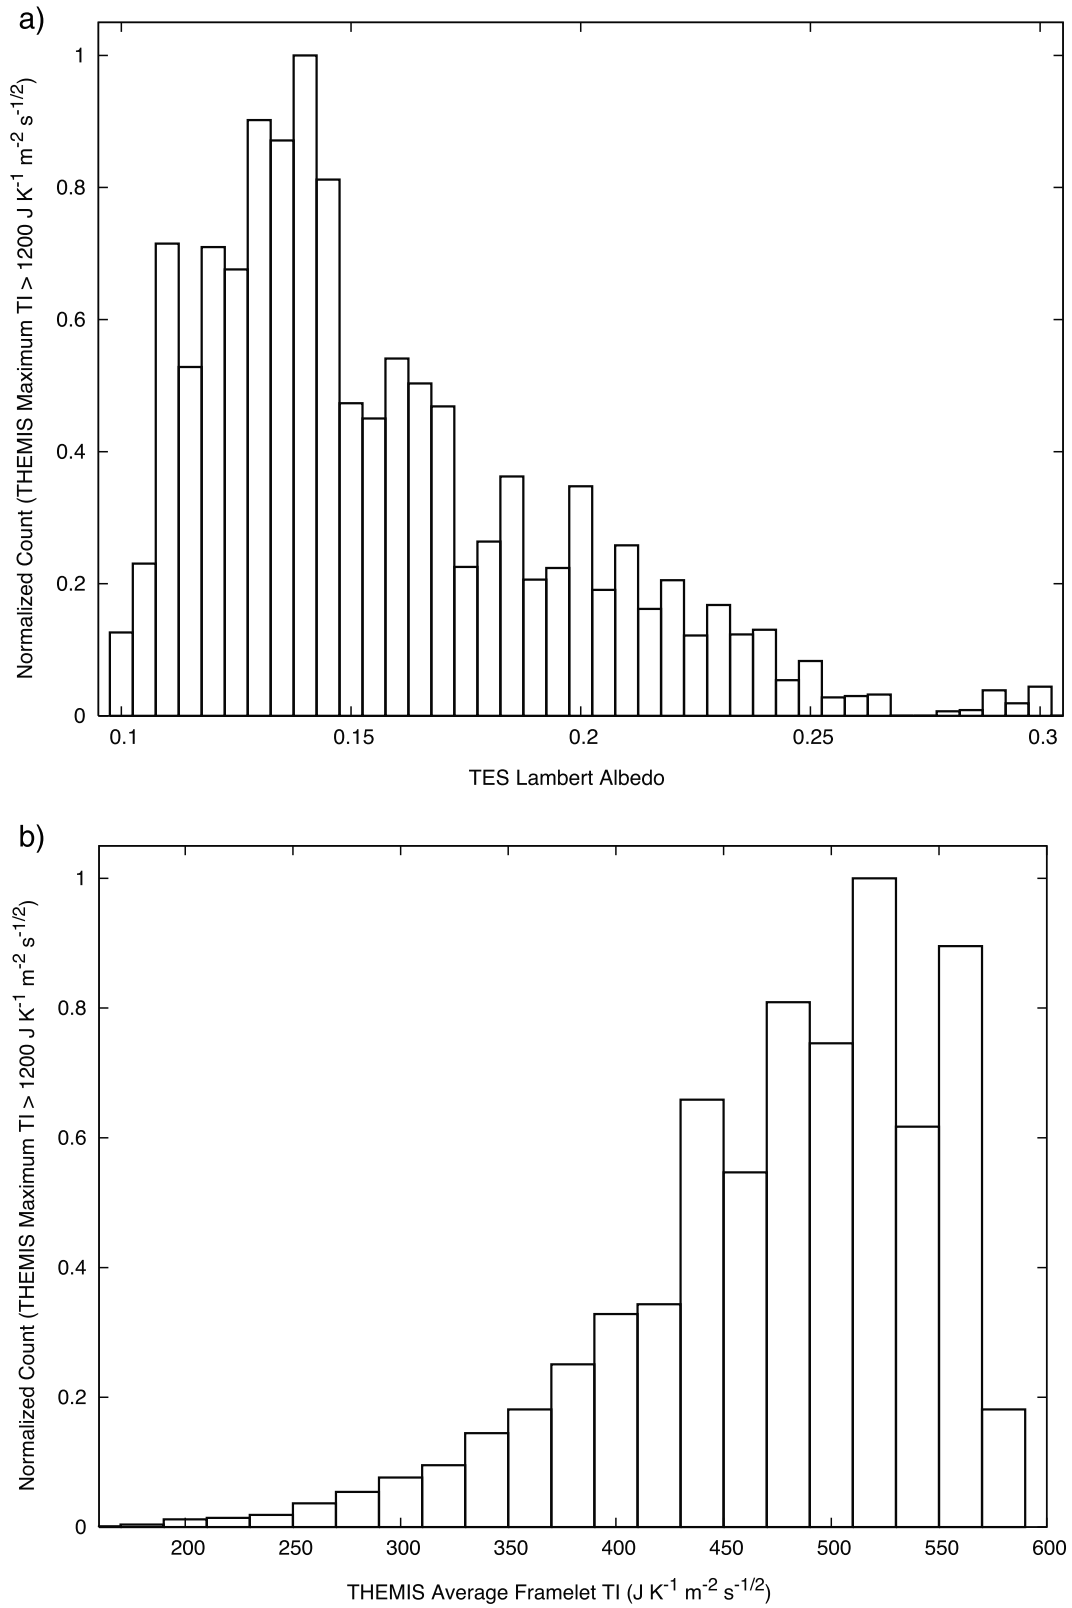 a)
Normalized Count (THEMIS Maximum TI > 1200 J K-1 m-2 s-1/2)
1
0.8
0.6
0.4
0.2
0
0.1 0.15 0.2 0.25 0.3
TES Lambert Albedo
b)
Normalized Count (THEMIS Maximum TI > 1200 J K-1 m-2 s-1/2)
1
0.8
0.6
0.4
0.2
0
200 250 300 350 400 450 500 550 600
THEMIS Average Framelet TI (J K-1 m-2 s-1/2)